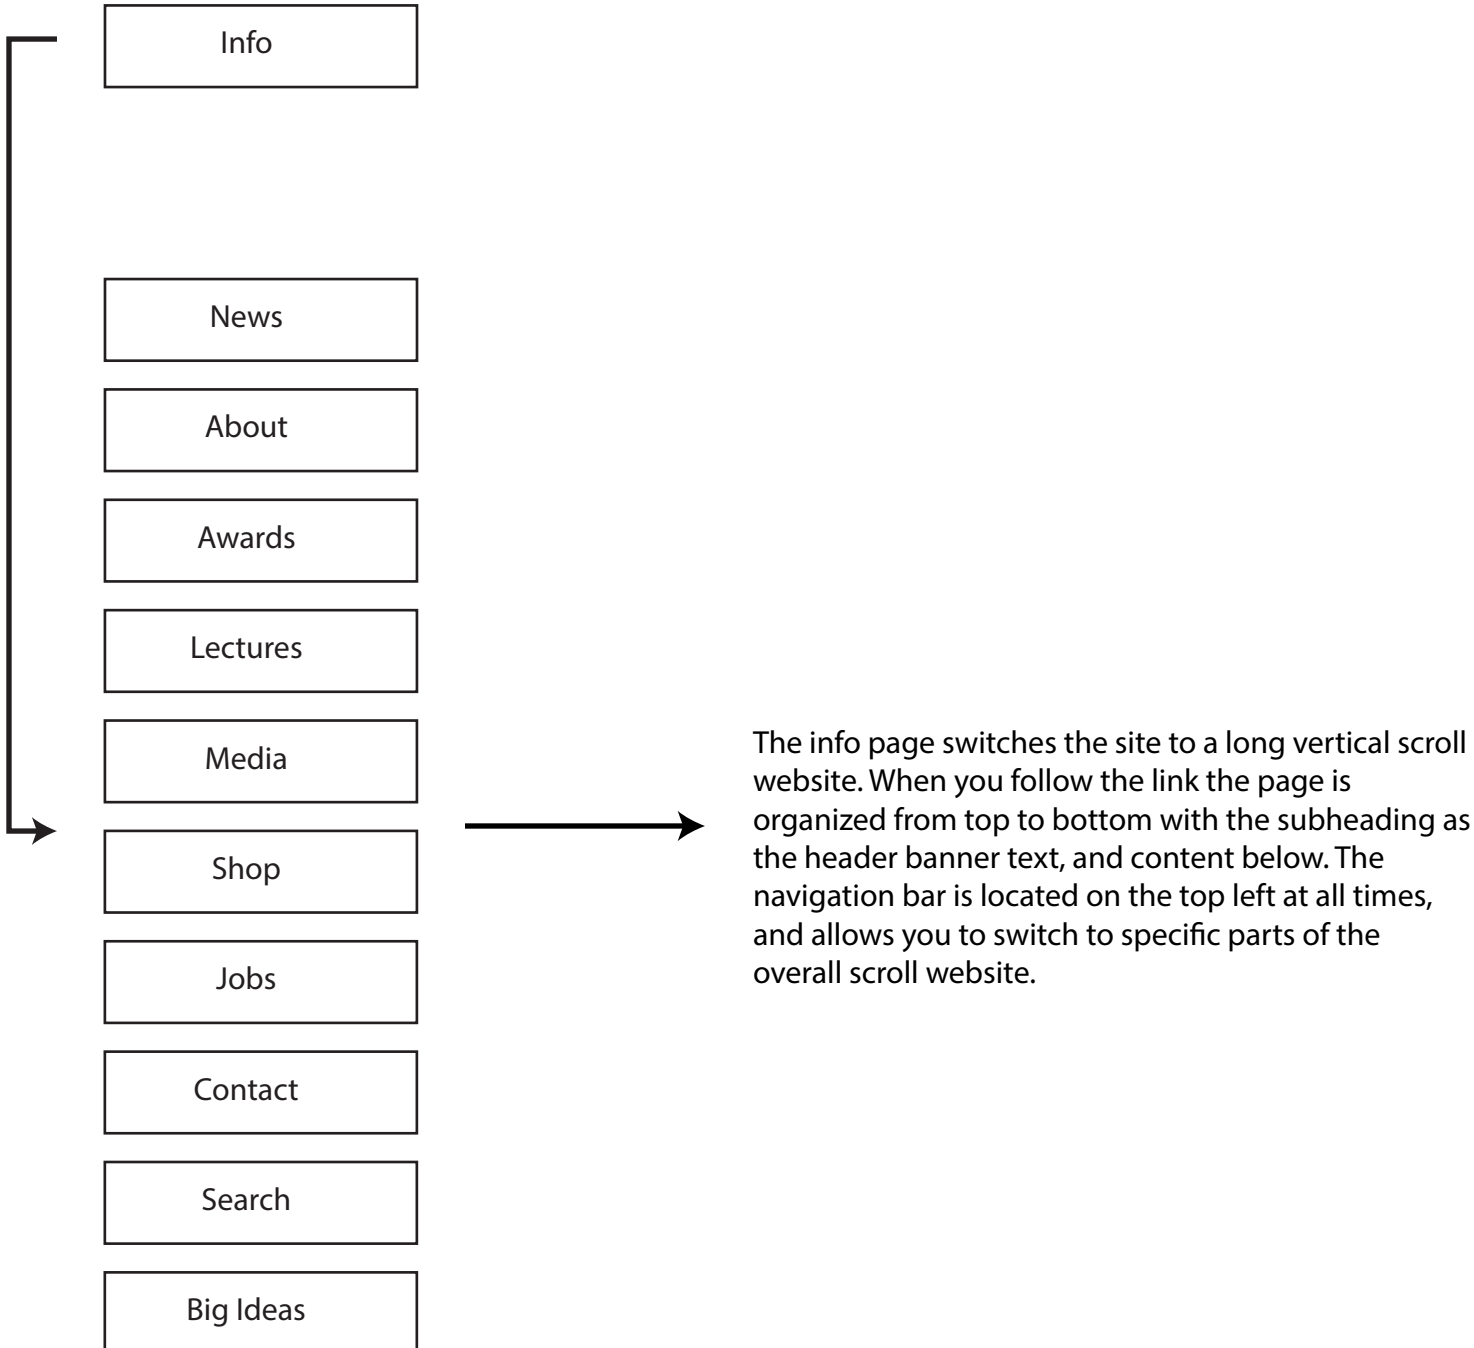 Info
News
About
Awards
Lectures
Media
Shop
Jobs
Contact
Search
Big Ideas
The info page switches the site to a long vertical scroll
website. When you follow the link the page is
organized from top to bottom with the subheading as
the header banner text, and content below. The
navigation bar is located on the top left at all times,
and allows you to switch to specific parts of the
overall scroll website.